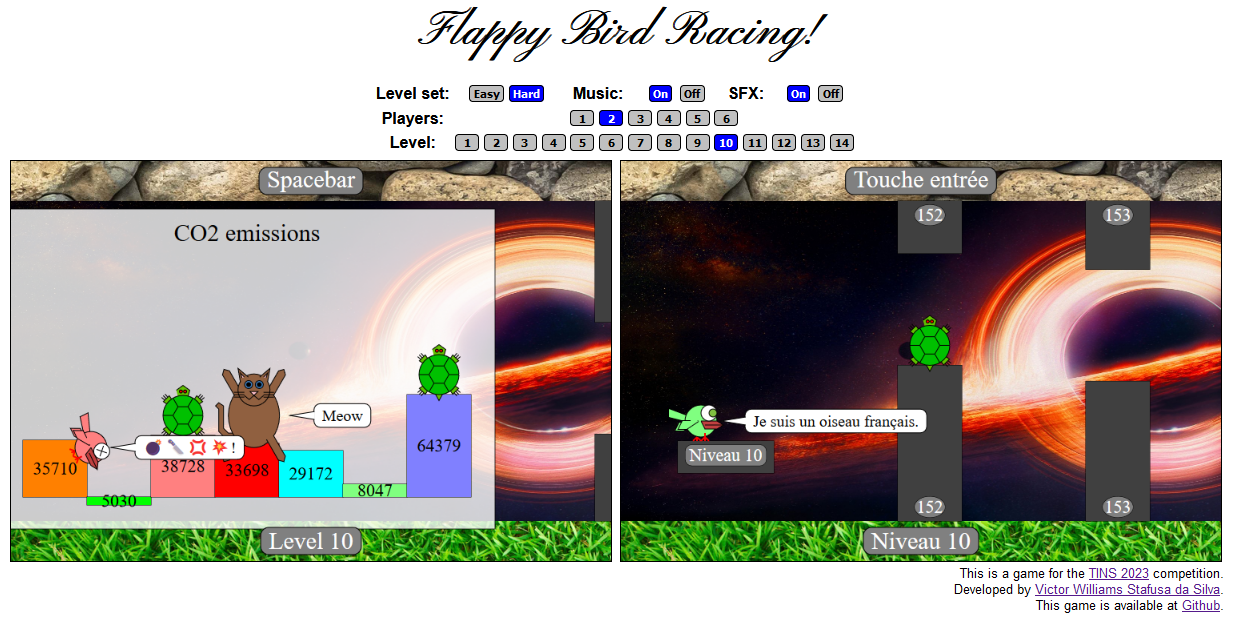 Flappy Bird Racing!
Level set: Easy Hard Music: On Off SFX: On Off
Players: 1 2 3 4 5 6
Level: 1 2 3 4 5 6 7 8 9 10 11 12 13 14
Spacebar
CO2 emissions
Meow
!
35710
5030
38728
33698
29172
8047
64379
Level 10
Touche entrée
152
153
Je suis un oiseau français.
Niveau 10
152
153
Niveau 10
This is a game for the TINS 2023 competition.
Developed by Victor Williams Stafusa da Silva.
This game is available at Github.